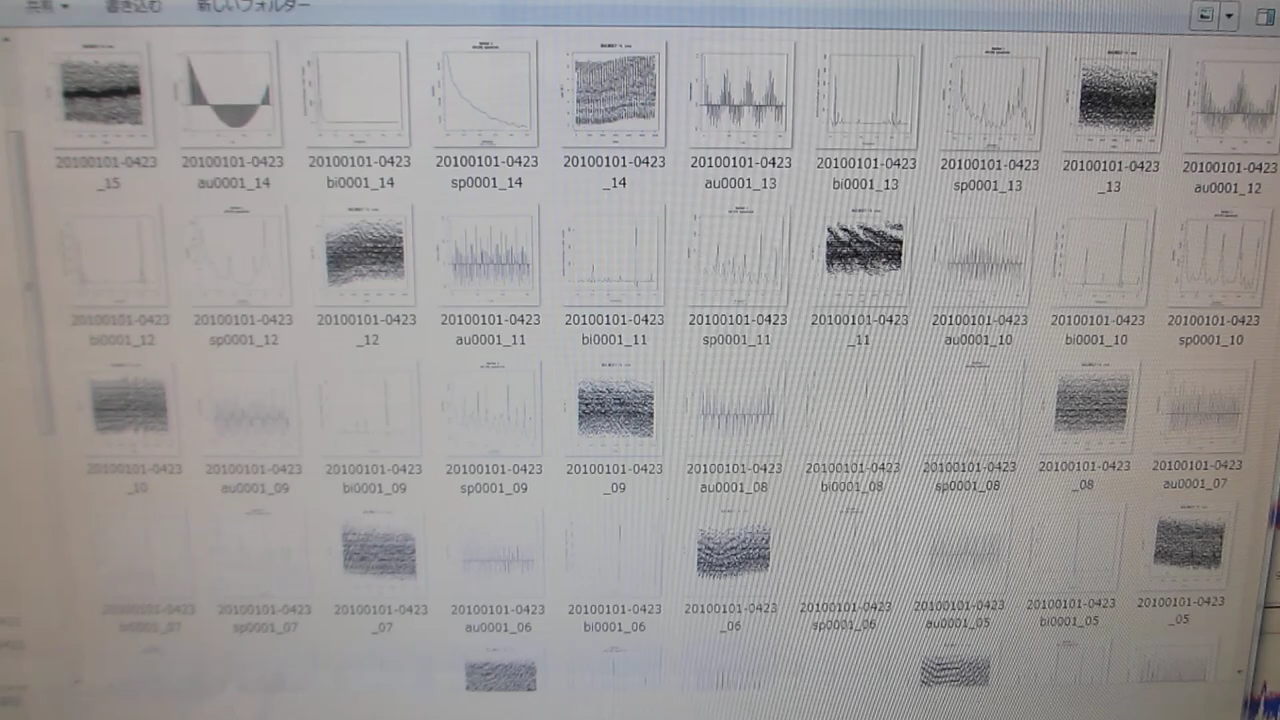 共有 書き込む 新しいフォルダー
20100101-0423 20100101-0423 20100101-0423 20100101-0423 20100101-0423 20100101-0423 20100101-0423 20100101-0423 20100101-0423 20100101-0423
_15 au0001_14 bi0001_14 sp0001_14 _14 au0001_13 bi0001_13 sp0001_13 _13 au0001_12
20100101-0423 20100101-0423 20100101-0423 20100101-0423 20100101-0423 20100101-0423 20100101-0423 20100101-0423 20100101-0423 20100101-0423
bi0001_12 sp0001_12 _12 au0001_11 bi0001_11 sp0001_11 _11 au0001_10 bi0001_10 sp0001_10
20100101-0423 20100101-0423 20100101-0423 20100101-0423 20100101-0423 20100101-0423 20100101-0423 20100101-0423 20100101-0423 20100101-0423
_10 au0001_09 bi0001_09 sp0001_09 _09 au0001_08 bi0001_08 sp0001_08 _08 au0001_07
20100101-0423 20100101-0423 20100101-0423 20100101-0423 20100101-0423 20100101-0423 20100101-0423 20100101-0423 20100101-0423 20100101-0423
bi0001_07 sp0001_07 _07 au0001_06 bi0001_06 _06 sp0001_06 au0001_05 bi0001_05 _05